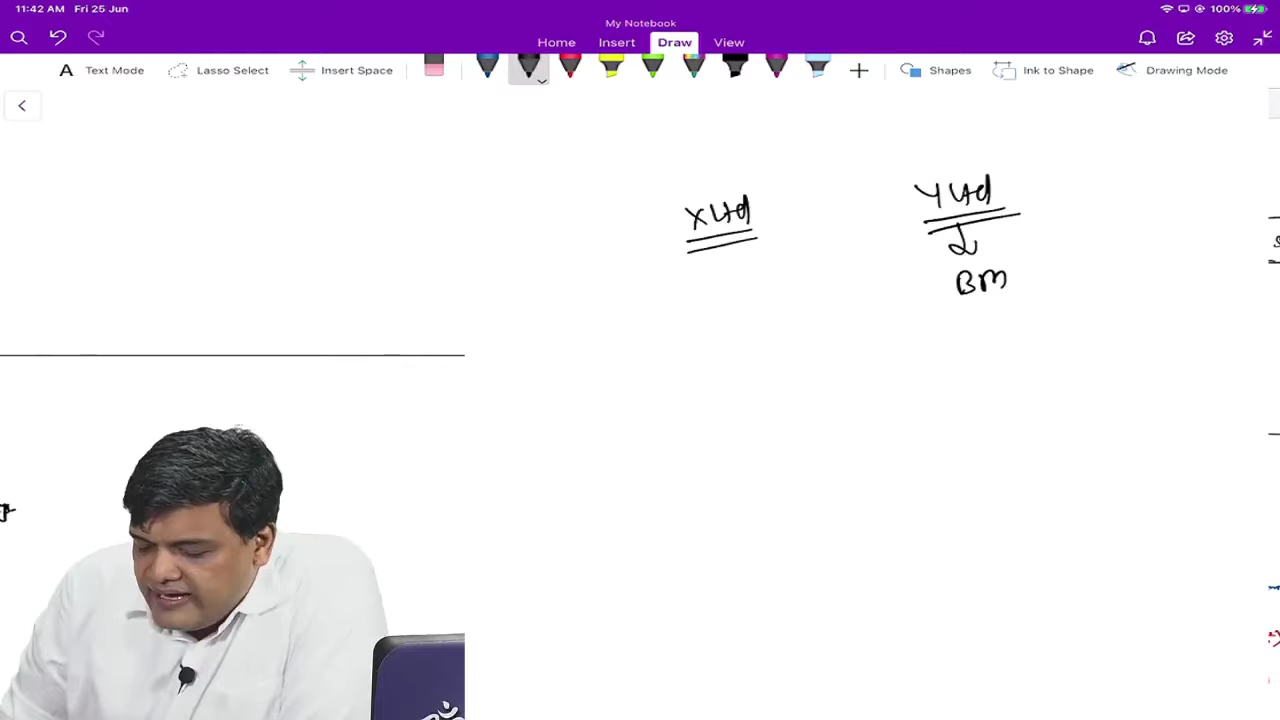 11:42 AM Fri 25 Jun
100%
My Notebook
Home Insert Draw View
A Text Mode Lasso Select Insert Space Shapes Ink to Shape Drawing Mode
X Ltd Y Ltd
BM